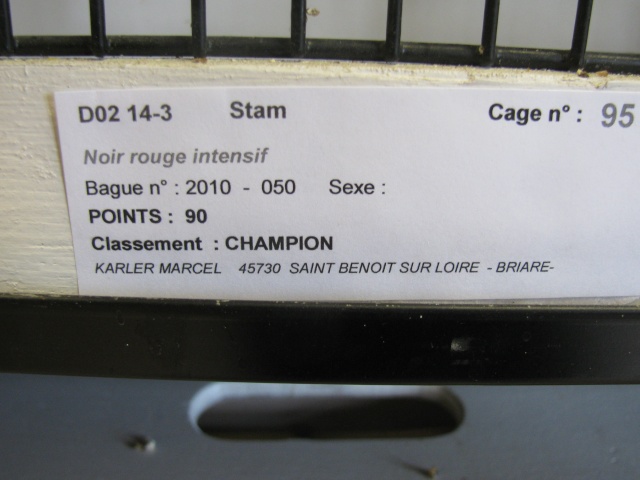 D02 14-3 Stam Cage n° : 95
Noir rouge intensif
Bague n° : 2010 - 050 Sexe :
POINTS : 90
Classement : CHAMPION
KARLER MARCEL 45730 SAINT BENOIT SUR LOIRE - BRIARE-